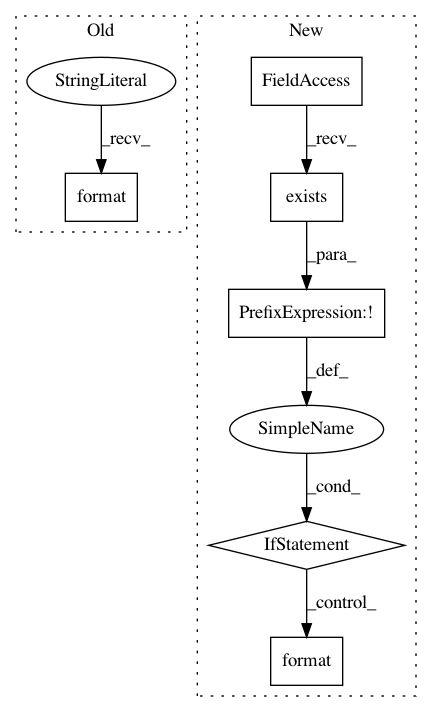 Old
StringLiteral
_recv_
format
New
FieldAccess
_recv_
exists
_para_
PrefixExpression:!
_def_
SimpleName
_cond_
IfStatement
_control_
format